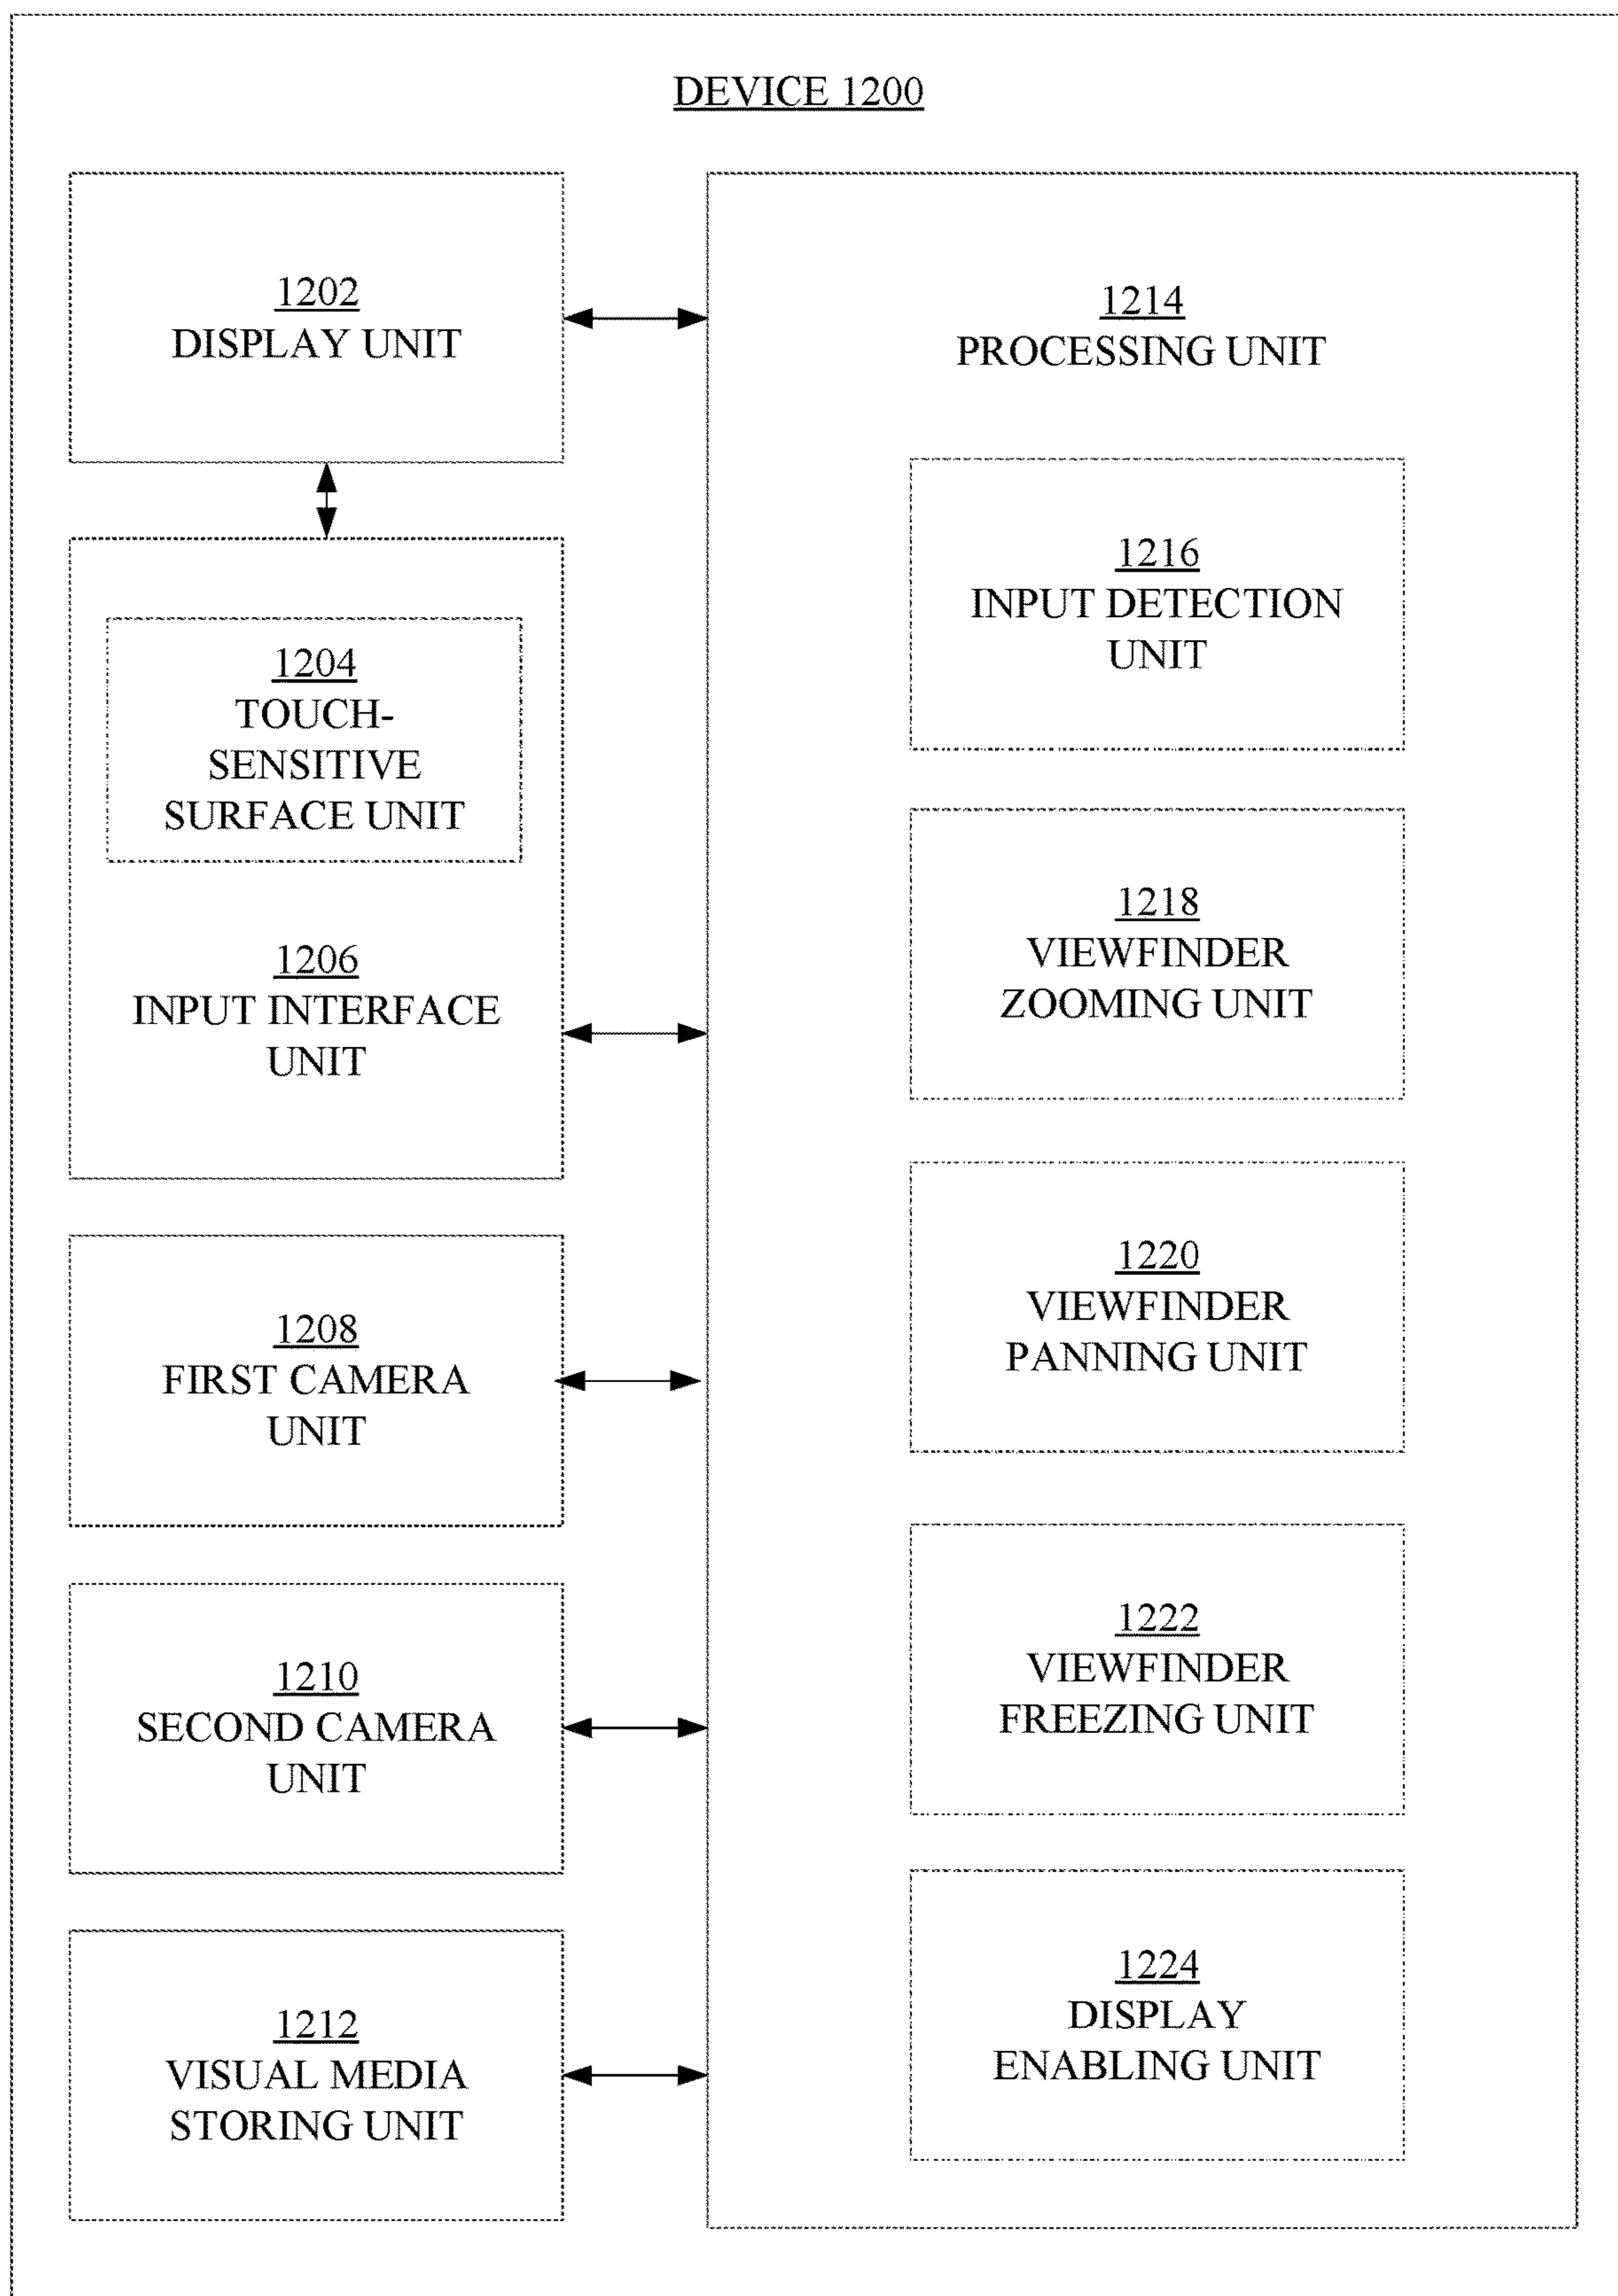 DEVICE 1200
1202
DISPLAY UNIT
1204
TOUCH-
SENSITIVE
SURFACE UNIT
1206
INPUT INTERFACE
UNIT
1208
FIRST CAMERA
UNIT
1210
SECOND CAMERA
UNIT
1212
VISUAL MEDIA
STORING UNIT
1214
PROCESSING UNIT
1216
INPUT DETECTION
UNIT
1218
VIEWFINDER
ZOOMING UNIT
1220
VIEWFINDER
PANNING UNIT
1222
VIEWFINDER
FREEZING UNIT
1224
DISPLAY
ENABLING UNIT